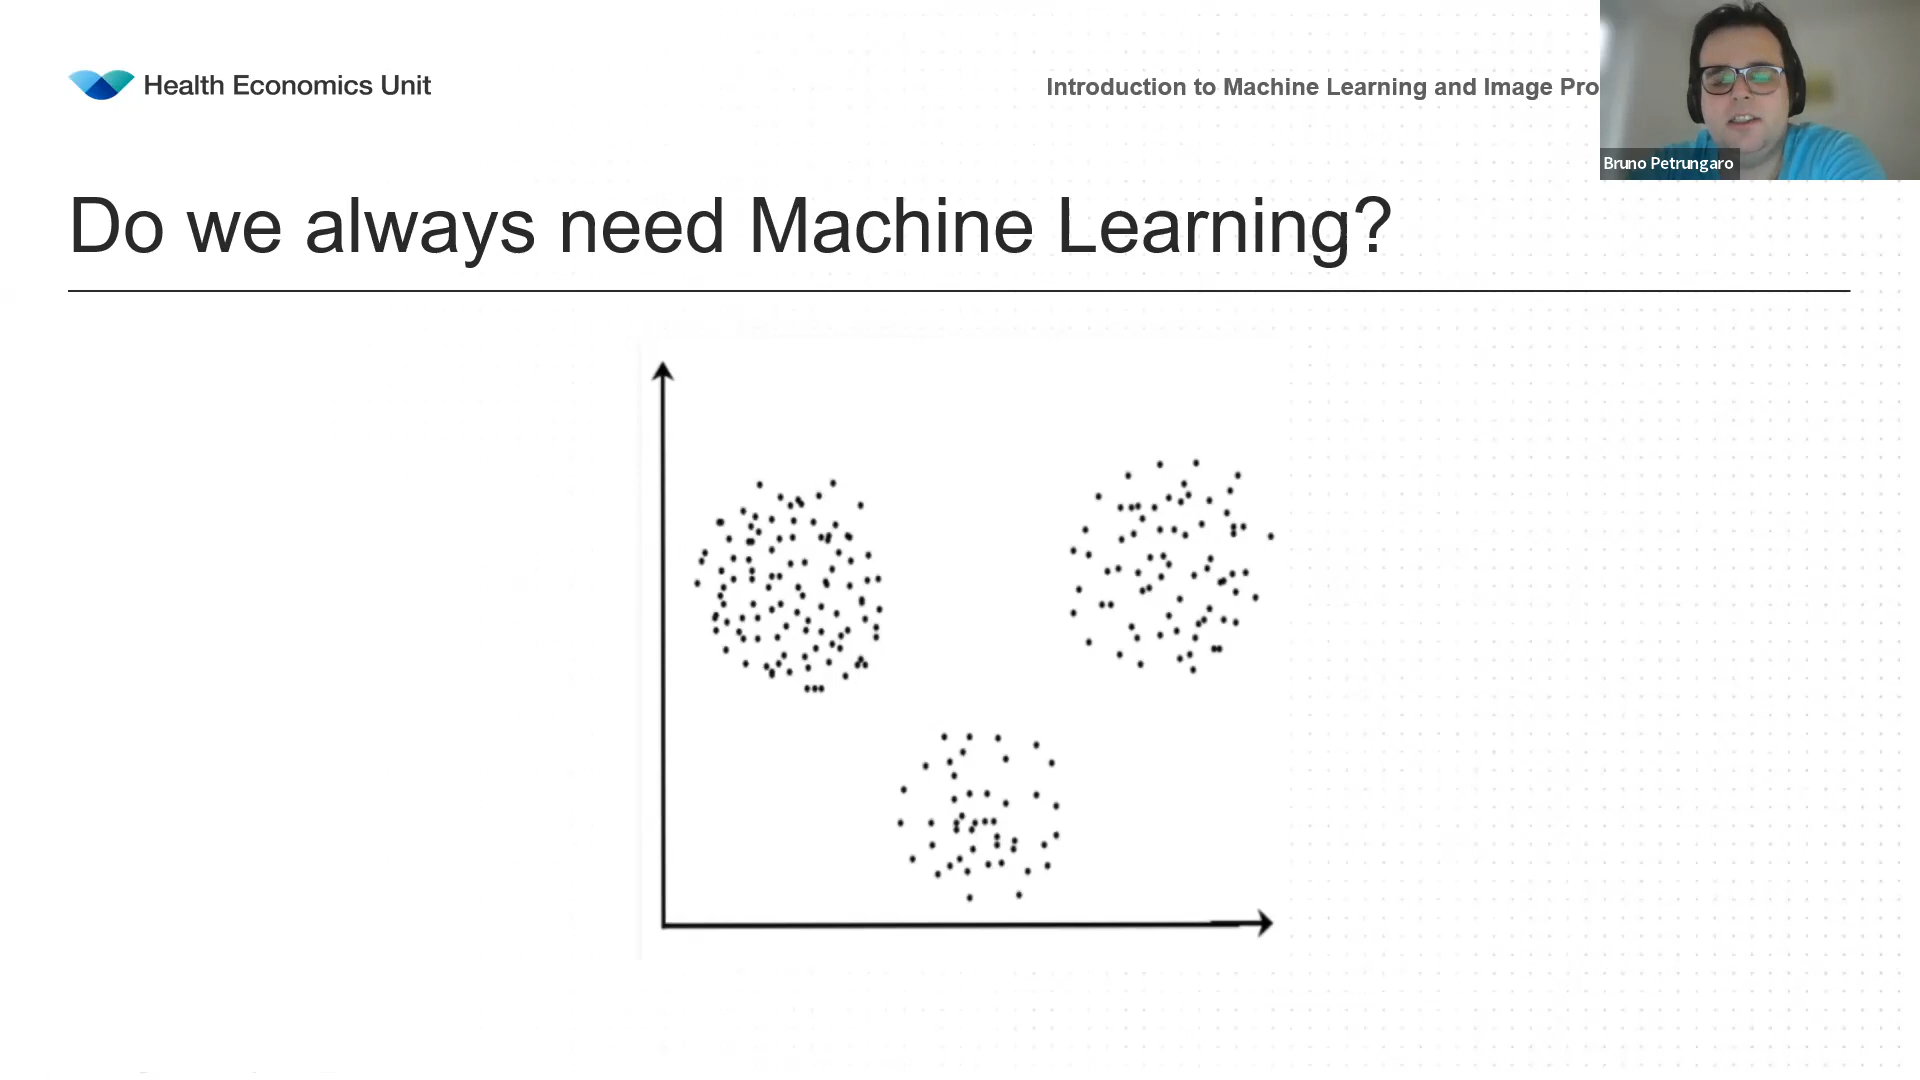 Health Economics Unit
Introduction to Machine Learning and Image Pro
Bruno Petrungaro
Do we always need Machine Learning?